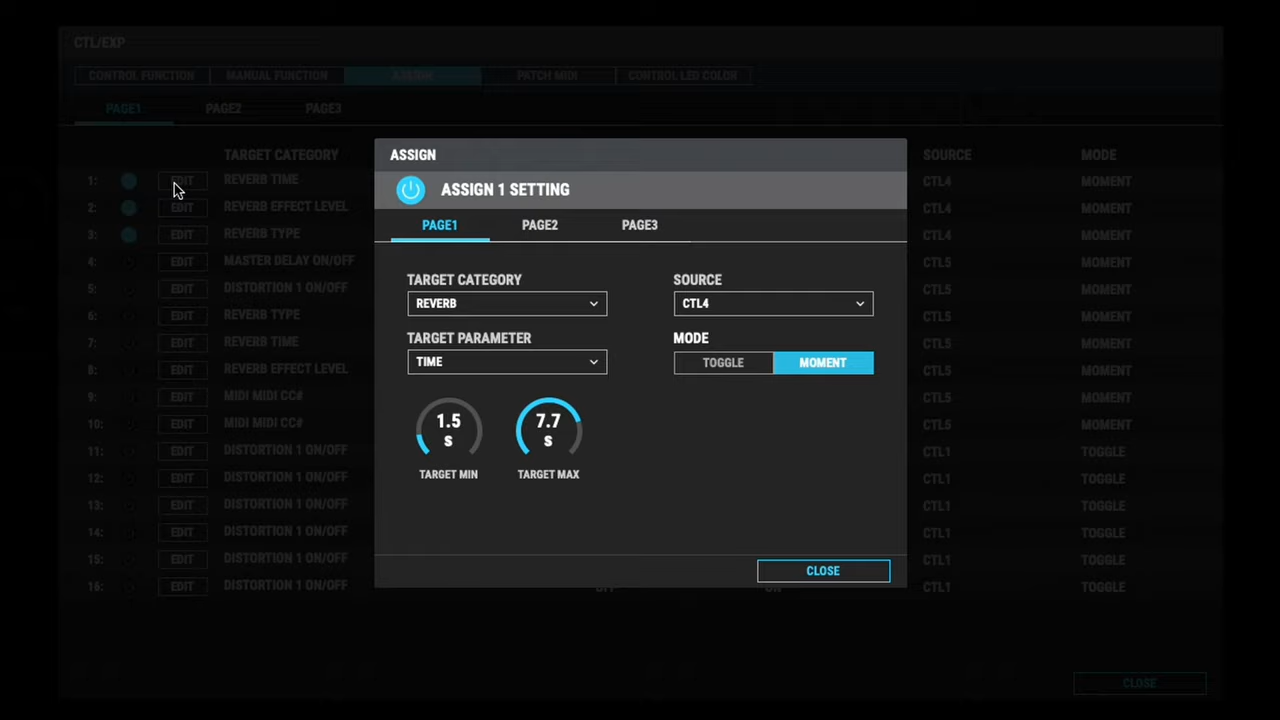 CTL/EXP
CONTROL FUNCTION MANUAL FUNCTION ASSIGN PATCH MIDI CONTROL LED COLOR
PAGE1 PAGE2 PAGE3
TARGET CATEGORY SOURCE MODE
1: EDIT REVERB TIME CTL4 MOMENT
2: EDIT REVERB EFFECT LEVEL CTL4 MOMENT
3: EDIT REVERB TYPE CTL4 MOMENT
4: EDIT MASTER DELAY ON/OFF CTL5 MOMENT
5: EDIT DISTORTION 1 ON/OFF CTL5 MOMENT
6: EDIT REVERB TYPE CTL5 MOMENT
7: EDIT REVERB TIME CTL5 MOMENT
8: EDIT REVERB EFFECT LEVEL CTL5 MOMENT
9: EDIT MIDI MIDI CC# CTL5 MOMENT
10: EDIT MIDI MIDI CC# CTL5 MOMENT
11: EDIT DISTORTION 1 ON/OFF CTL1 TOGGLE
12: EDIT DISTORTION 1 ON/OFF CTL1 TOGGLE
13: EDIT DISTORTION 1 ON/OFF CTL1 TOGGLE
14: EDIT DISTORTION 1 ON/OFF CTL1 TOGGLE
15: EDIT DISTORTION 1 ON/OFF CTL1 TOGGLE
16: EDIT DISTORTION 1 ON/OFF OFF ON CTL1 TOGGLE
CLOSE
ASSIGN
ASSIGN 1 SETTING
PAGE1 PAGE2 PAGE3
TARGET CATEGORY SOURCE
REVERB CTL4
TARGET PARAMETER MODE
TIME TOGGLE MOMENT
1.5 7.7
S S
TARGET MIN TARGET MAX
CLOSE